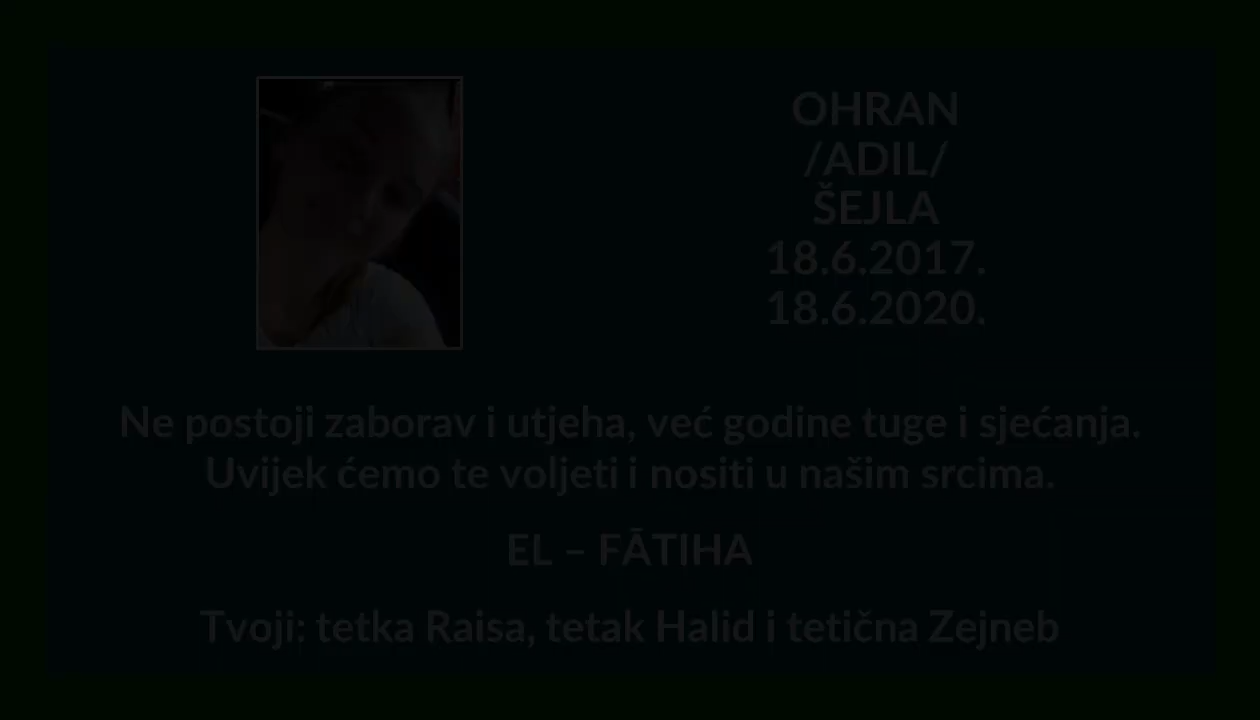 OHRAN
/ADIL/
ŠEJLA
18.6.2017.
18.6.2020.
Ne postoji zaborav i utjeha, već godine tuge i sjećanja.
Uvijek ćemo te voljeti i nositi u našim srcima.
EL – FĀTIHA
Tvoji: tetka Raisa, tetak Halid i tetična Zejneb